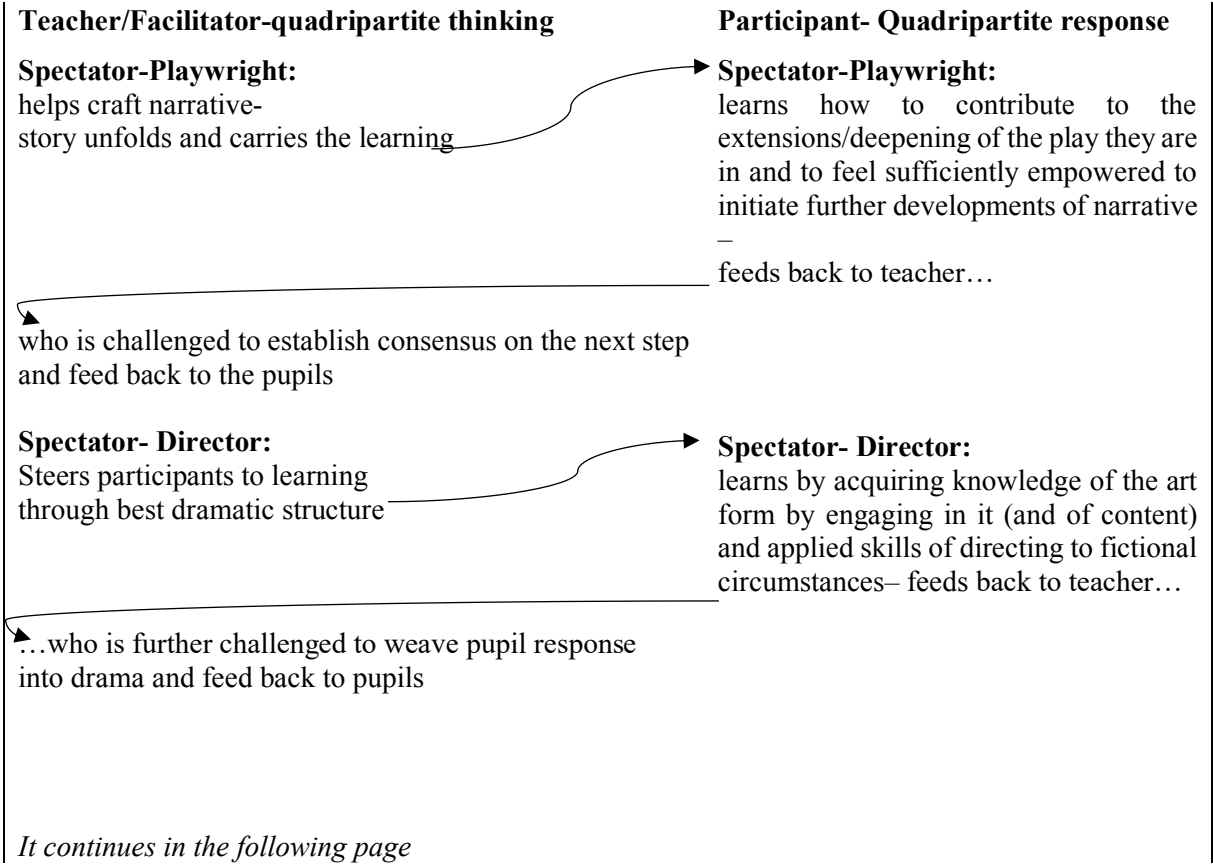 Teacher/Facilitator-quadripartite thinking
Participant- Quadripartite response
Spectator-Playwright:
helps craft narrative-
story unfolds and carries the learning
Spectator-Playwright:
learns how to contribute to the
extensions/deepening of the play they are
in and to feel sufficiently empowered to
initiate further developments of narrative
–
feeds back to teacher…
who is challenged to establish consensus on the next step
and feed back to the pupils
Spectator- Director:
Steers participants to learning
through best dramatic structure
Spectator- Director:
learns by acquiring knowledge of the art
form by engaging in it (and of content)
and applied skills of directing to fictional
circumstances– feeds back to teacher…
…who is further challenged to weave pupil response
into drama and feed back to pupils
It continues in the following page